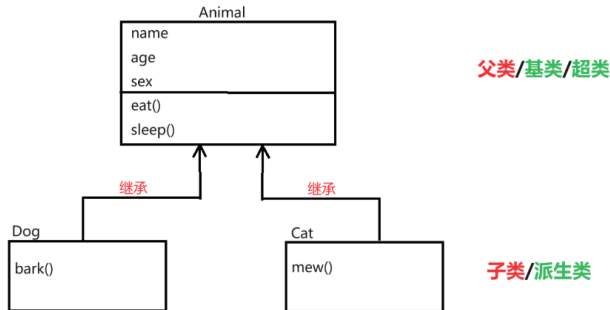 Animal
name
age
sex
eat()
sleep()
父类/基类/超类
继承
继承
Dog
bark()
Cat
mew()
子类/派生类